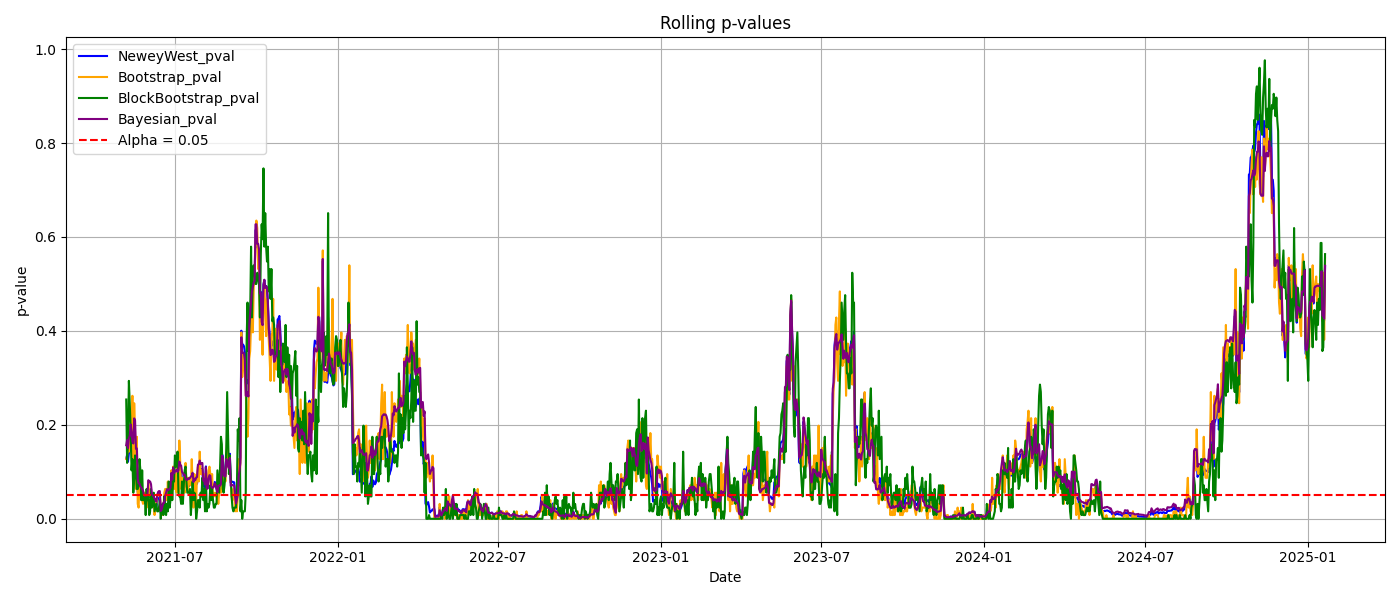 Rolling p-values
NeweyWest_pval
Bootstrap_pval
BlockBootstrap_pval
Bayesian_pval
Alpha = 0.05
1.0
0.8
0.6
0.4
0.2
0.0
p-value
2021-07
2022-01
2022-07
2023-01
2023-07
2024-01
2024-07
2025-01
Date